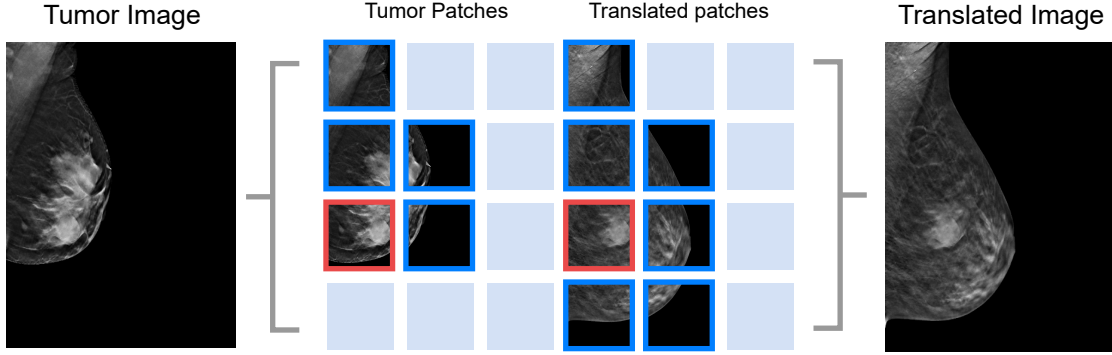 Tumor Image
Tumor Patches
Translated patches
Translated Image